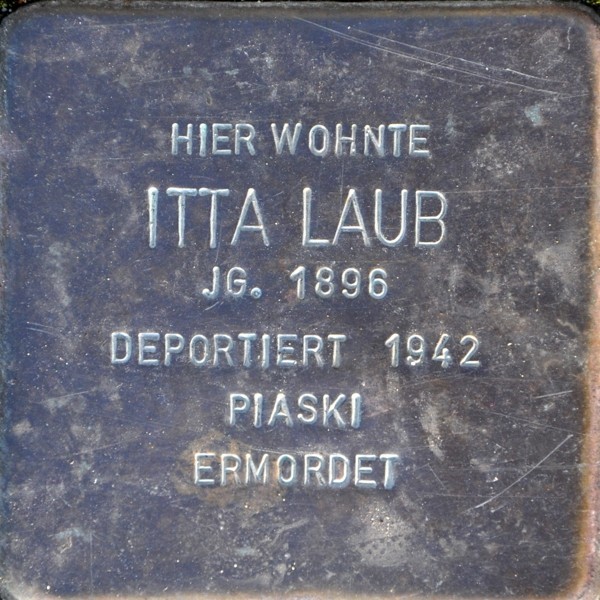 HIER WOHNTE
ITTA LAUB
JG. 1896
DEPORTIERT 1942
PIASKI
ERMORDET